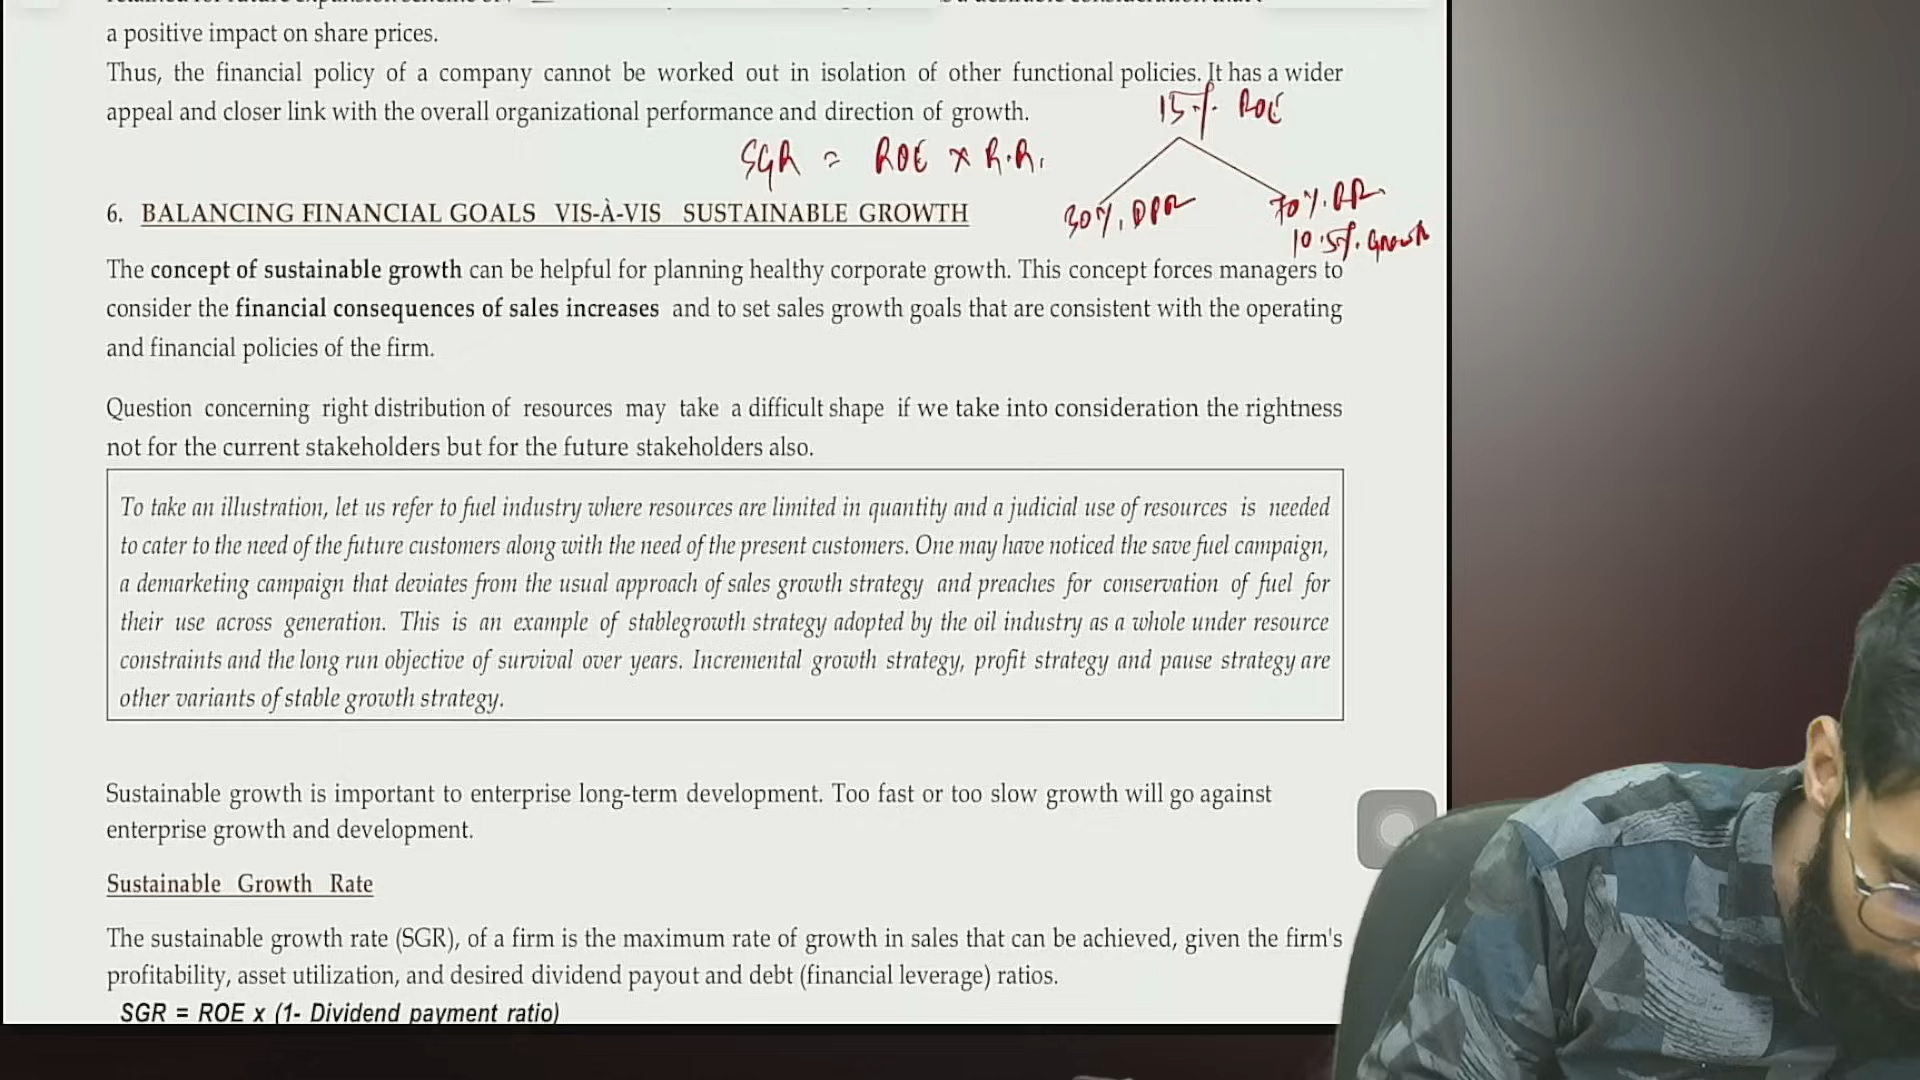 a positive impact on share prices.
Thus, the financial policy of a company cannot be worked out in isolation of other functional policies. It has a wider
appeal and closer link with the overall organizational performance and direction of growth.
15% ROE
SGR = ROE × R.R.
30% DPR
70% RR
10.5% Growth
6. BALANCING FINANCIAL GOALS VIS-À-VIS SUSTAINABLE GROWTH
The concept of sustainable growth can be helpful for planning healthy corporate growth. This concept forces managers to
consider the financial consequences of sales increases and to set sales growth goals that are consistent with the operating
and financial policies of the firm.
Question concerning right distribution of resources may take a difficult shape if we take into consideration the rightness
not for the current stakeholders but for the future stakeholders also.
To take an illustration, let us refer to fuel industry where resources are limited in quantity and a judicial use of resources is needed
to cater to the need of the future customers along with the need of the present customers. One may have noticed the save fuel campaign,
a demarketing campaign that deviates from the usual approach of sales growth strategy and preaches for conservation of fuel for
their use across generation. This is an example of stablegrowth strategy adopted by the oil industry as a whole under resource
constraints and the long run objective of survival over years. Incremental growth strategy, profit strategy and pause strategy are
other variants of stable growth strategy.
Sustainable growth is important to enterprise long-term development. Too fast or too slow growth will go against
enterprise growth and development.
Sustainable Growth Rate
The sustainable growth rate (SGR), of a firm is the maximum rate of growth in sales that can be achieved, given the firm's
profitability, asset utilization, and desired dividend payout and debt (financial leverage) ratios.
SGR = ROE x (1- Dividend payment ratio)